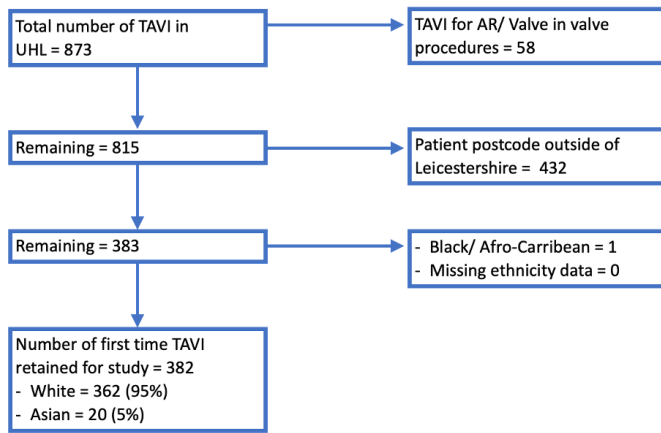 Total number of TAVI in
UHL = 873
TAVI for AR/ Valve in valve
procedures = 58
Remaining = 815
Patient postcode outside of
Leicestershire =  432
Remaining = 383
- Black/ Afro-Carribean = 1
- Missing ethnicity data = 0
Number of first time TAVI
retained for study = 382
- White = 362 (95%)
- Asian = 20 (5%)